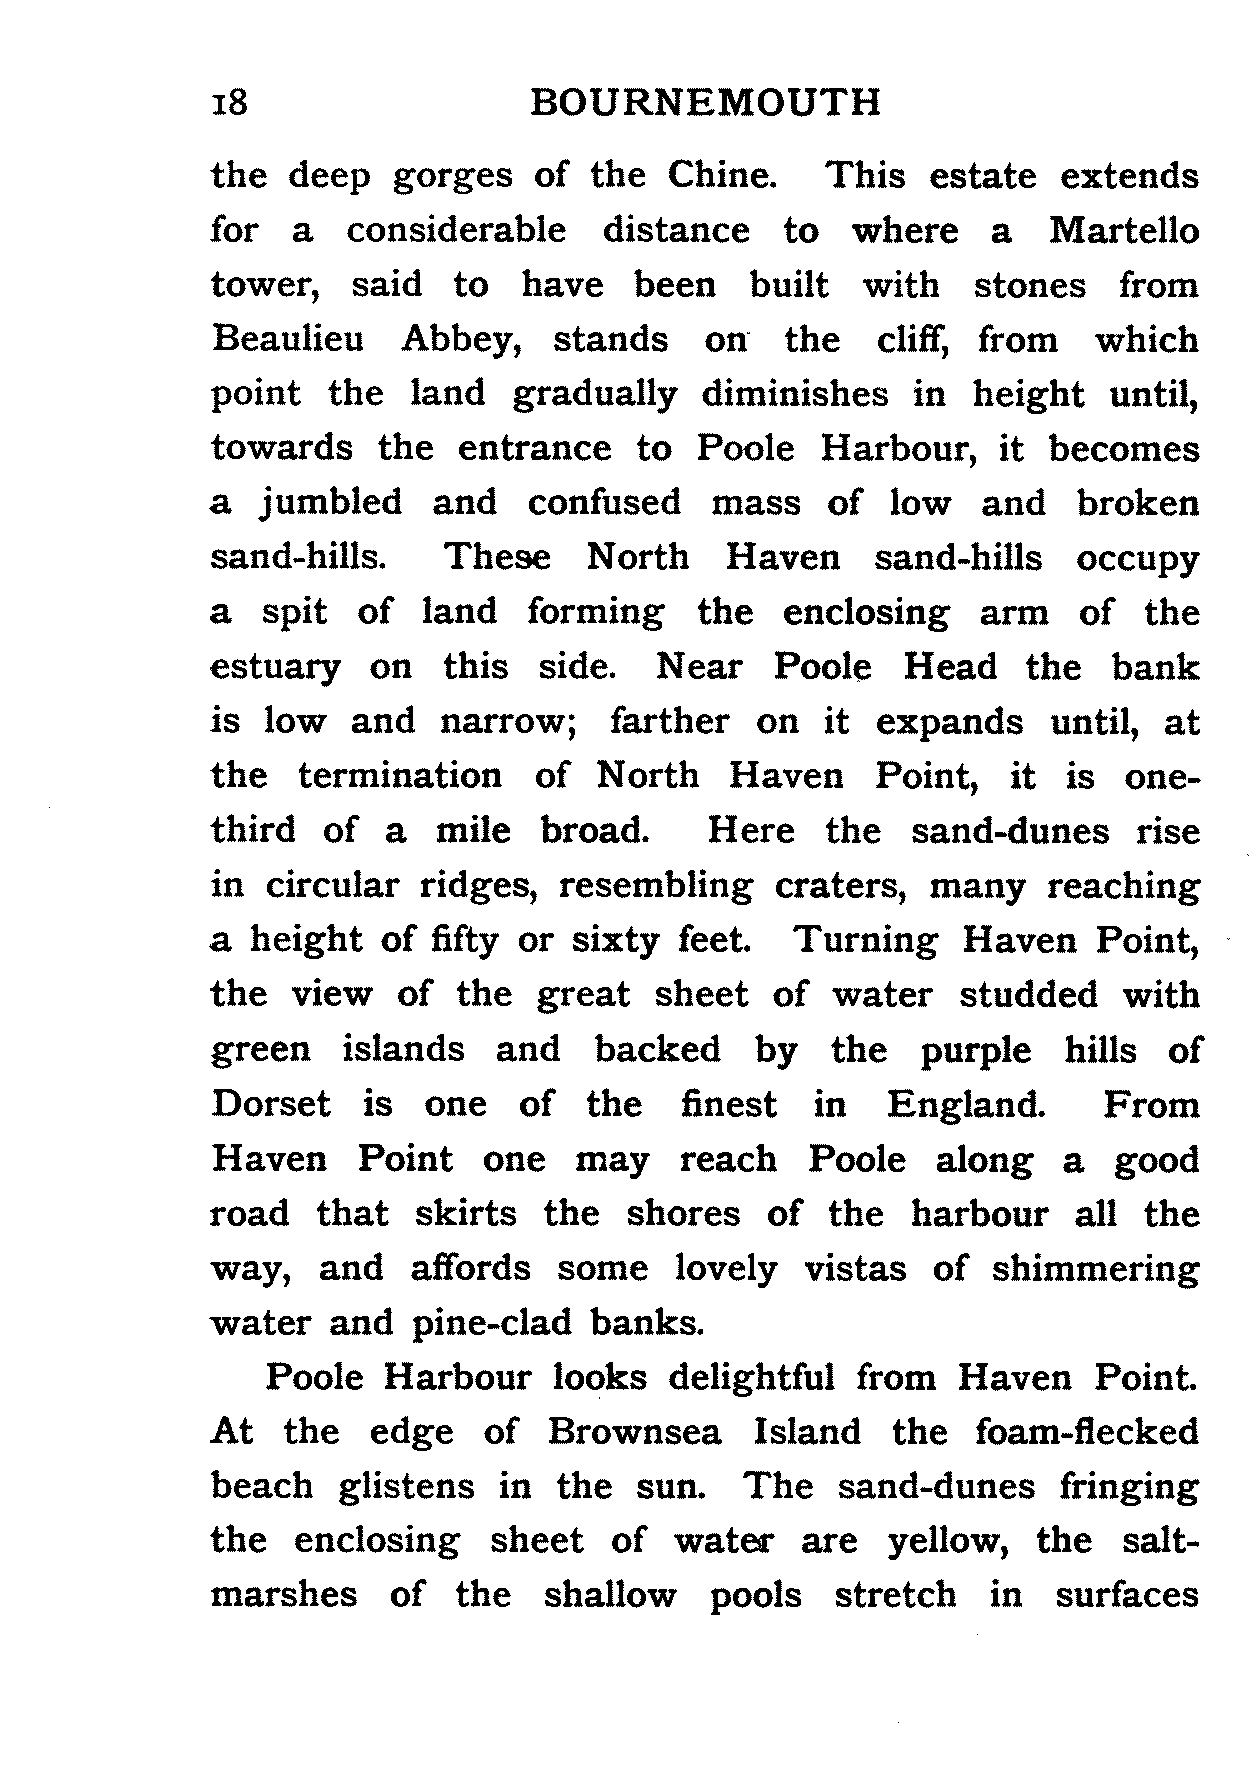 18 BOURNEMOUTH
the deep gorges of the Chine. This estate extends
for a considerable distance to where a Martello
tower, said to have been built with stones from
Beaulieu Abbey, stands on the cliff, from which
point the land gradually diminishes in height until,
towards the entrance to Poole Harbour, it becomes
a jumbled and confused mass of low and broken
sand-hills. These North Haven sand-hills occupy
a spit of land forming the enclosing arm of the
estuary on this side. Near Poole Head the bank
is low and narrow; farther on it expands until, at
the termination of North Haven Point, it is one-
third of a mile broad. Here the sand-dunes rise
in circular ridges, resembling craters, many reaching
a height of fifty or sixty feet. Turning Haven Point,
the view of the great sheet of water studded with
green islands and backed by the purple hills of
Dorset is one of the finest in England. From
Haven Point one may reach Poole along a good
road that skirts the shores of the harbour all the
way, and affords some lovely vistas of shimmering
water and pine-clad banks.
Poole Harbour looks delightful from Haven Point.
At the edge of Brownsea Island the foam-flecked
beach glistens in the sun. The sand-dunes fringing
the enclosing sheet of water are yellow, the salt-
marshes of the shallow pools stretch in surfaces